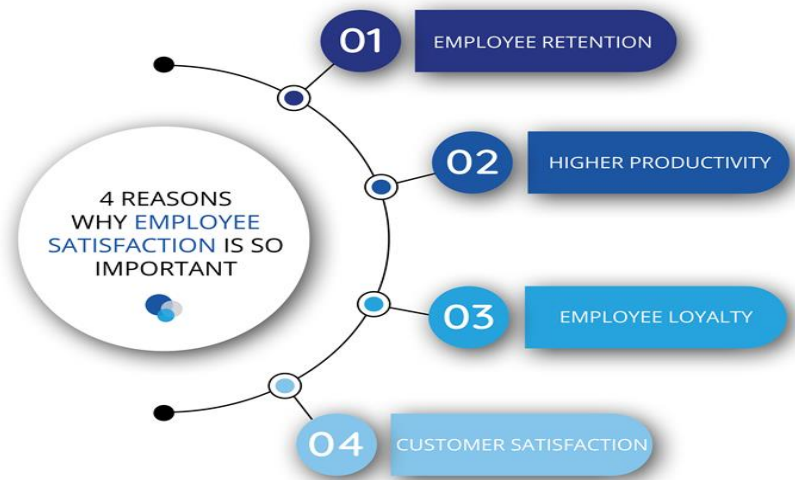 4 REASONS
WHY EMPLOYEE
SATISFACTION IS SO
IMPORTANT
01
EMPLOYEE RETENTION
02
HIGHER PRODUCTIVITY
03
EMPLOYEE LOYALTY
04
CUSTOMER SATISFACTION